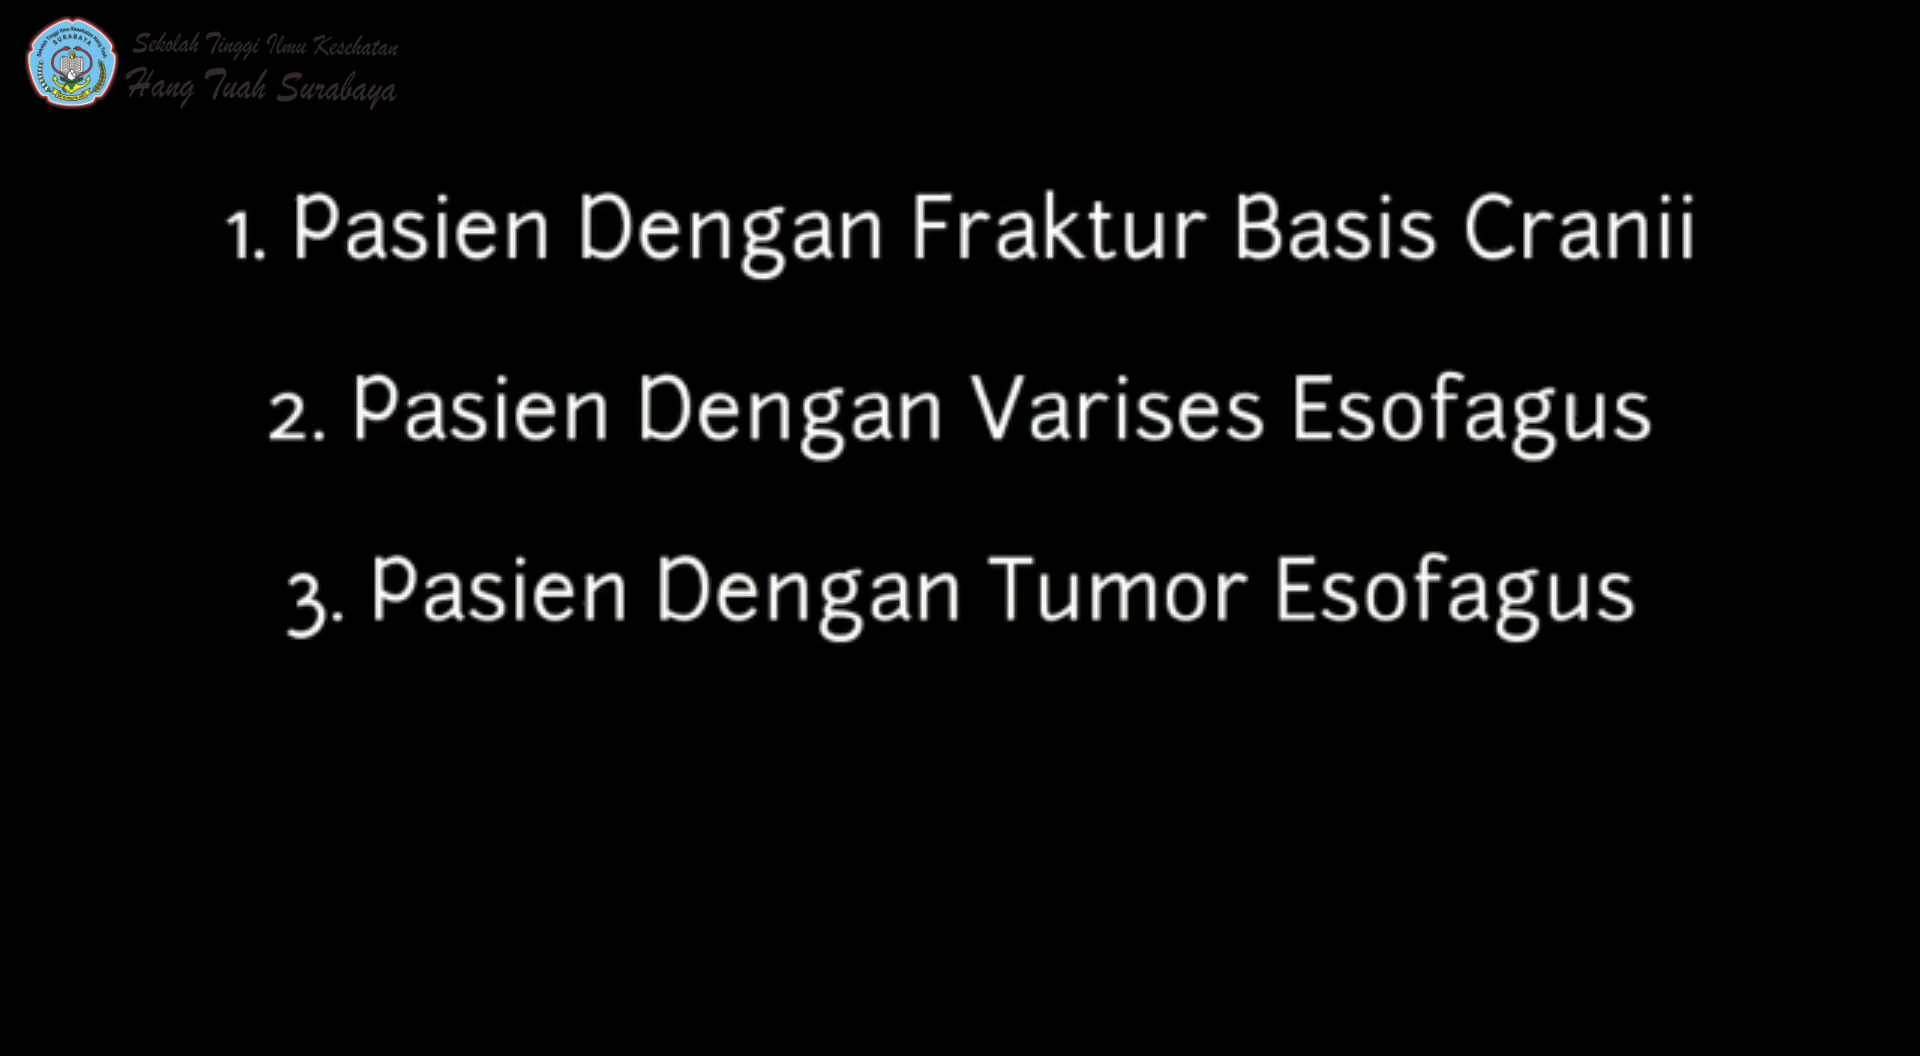 Sekolah Tinggi Ilmu Kesehatan
Hang Tuah Surabaya
SURABAYA
1. Pasien Dengan Fraktur Basis Cranii
2. Pasien Dengan Varises Esofagus
3. Pasien Dengan Tumor Esofagus